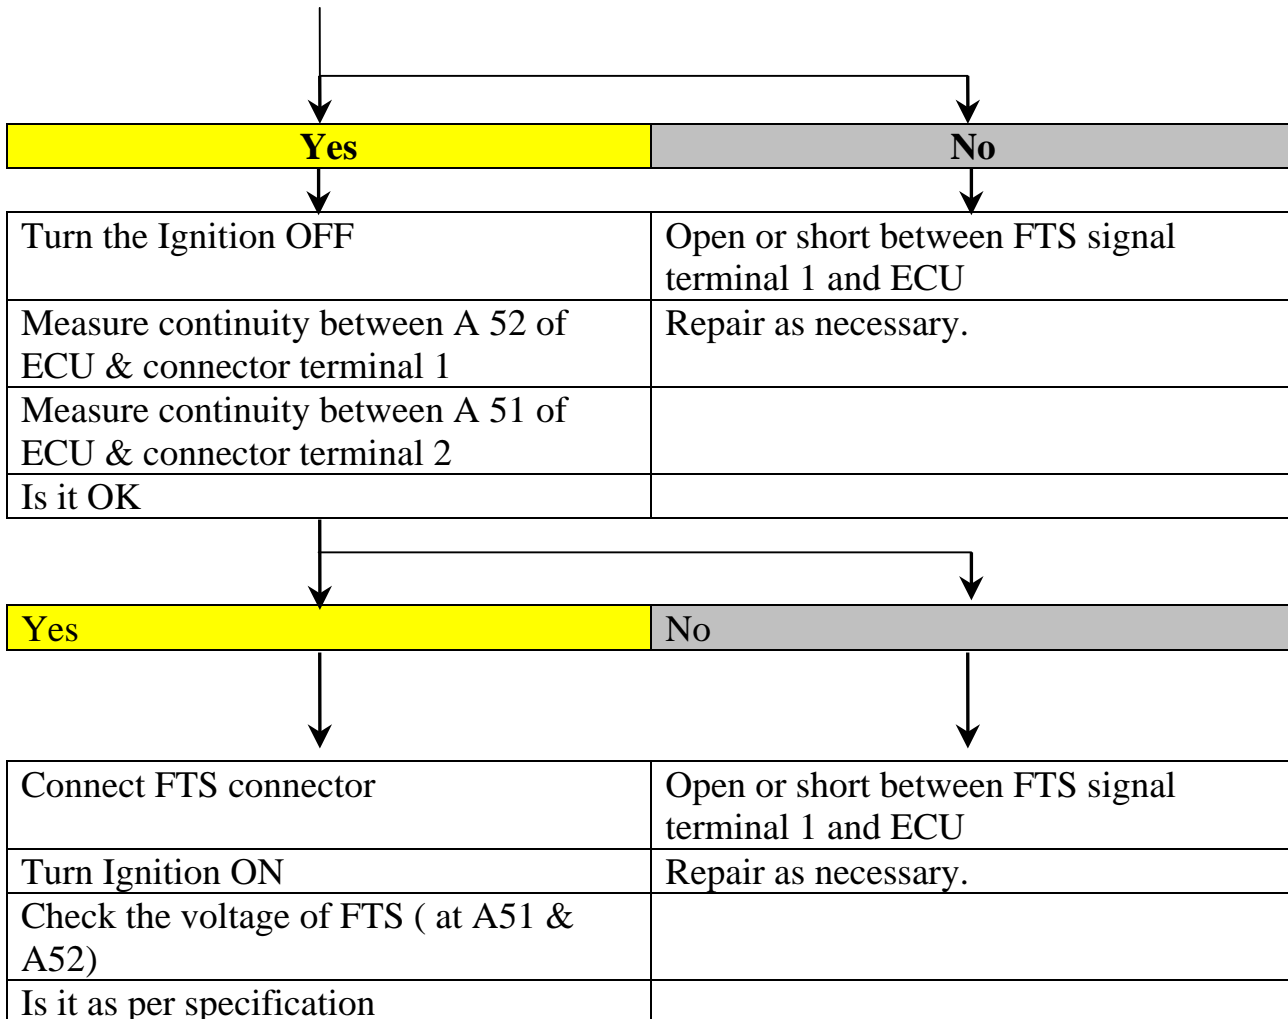 Yes
No
Turn the Ignition OFF
Open or short between FTS signal
terminal 1 and ECU
Measure continuity between A 52 of
ECU & connector terminal 1
Repair as necessary.
Measure continuity between A 51 of
ECU & connector terminal 2
Is it OK
Yes
No
Connect FTS connector
Open or short between FTS signal
terminal 1 and ECU
Turn Ignition ON
Repair as necessary.
Check the voltage of FTS ( at A51 &
A52)
Is it as per specification